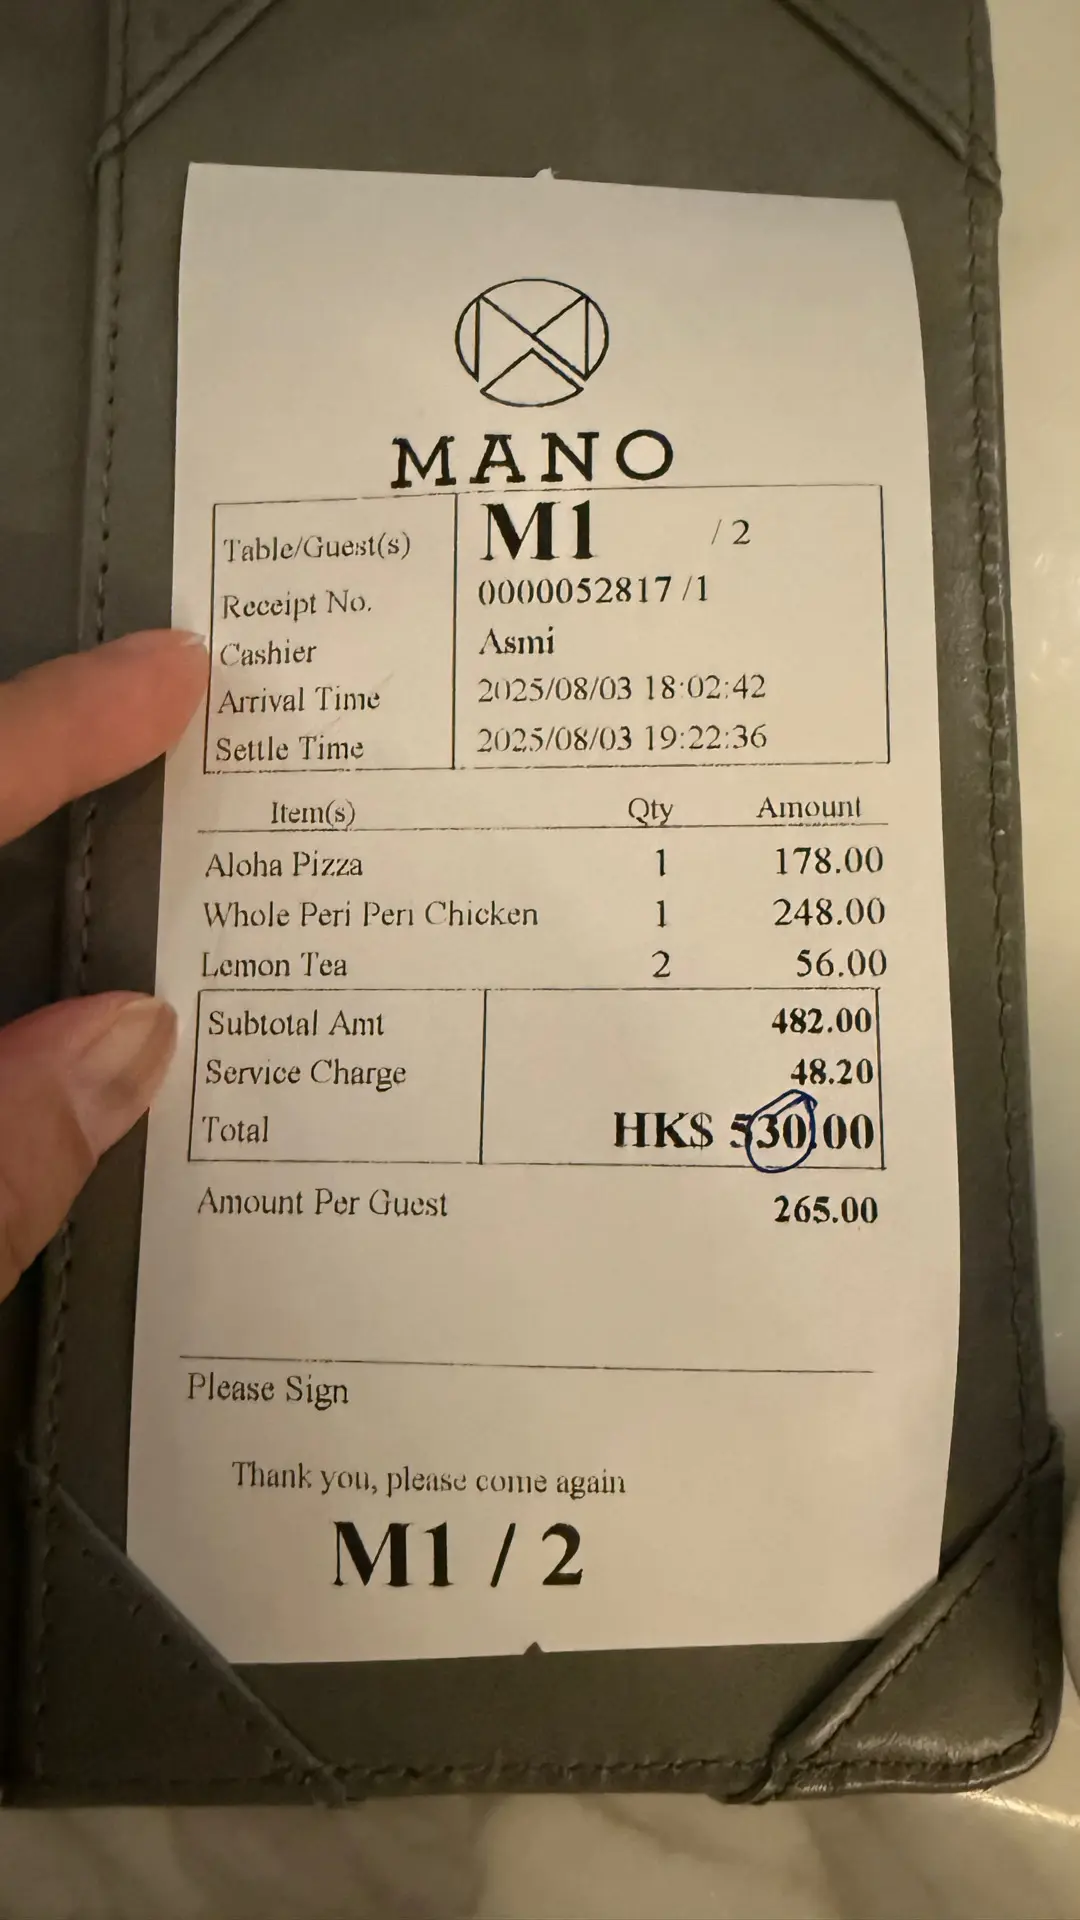 MANO
Table/Guest(s) M1 / 2
Receipt No. 0000052817 /1
Cashier Asmi
Arrival Time 2025/08/03 18:02:42
Settle Time 2025/08/03 19:22:36
Item(s) Qty Amount
Aloha Pizza 1 178.00
Whole Peri Peri Chicken 1 248.00
Lemon Tea 2 56.00
Subtotal Amt 482.00
Service Charge 48.20
Total HK$ 530.00
Amount Per Guest 265.00
Please Sign
Thank you, please come again
M1 / 2